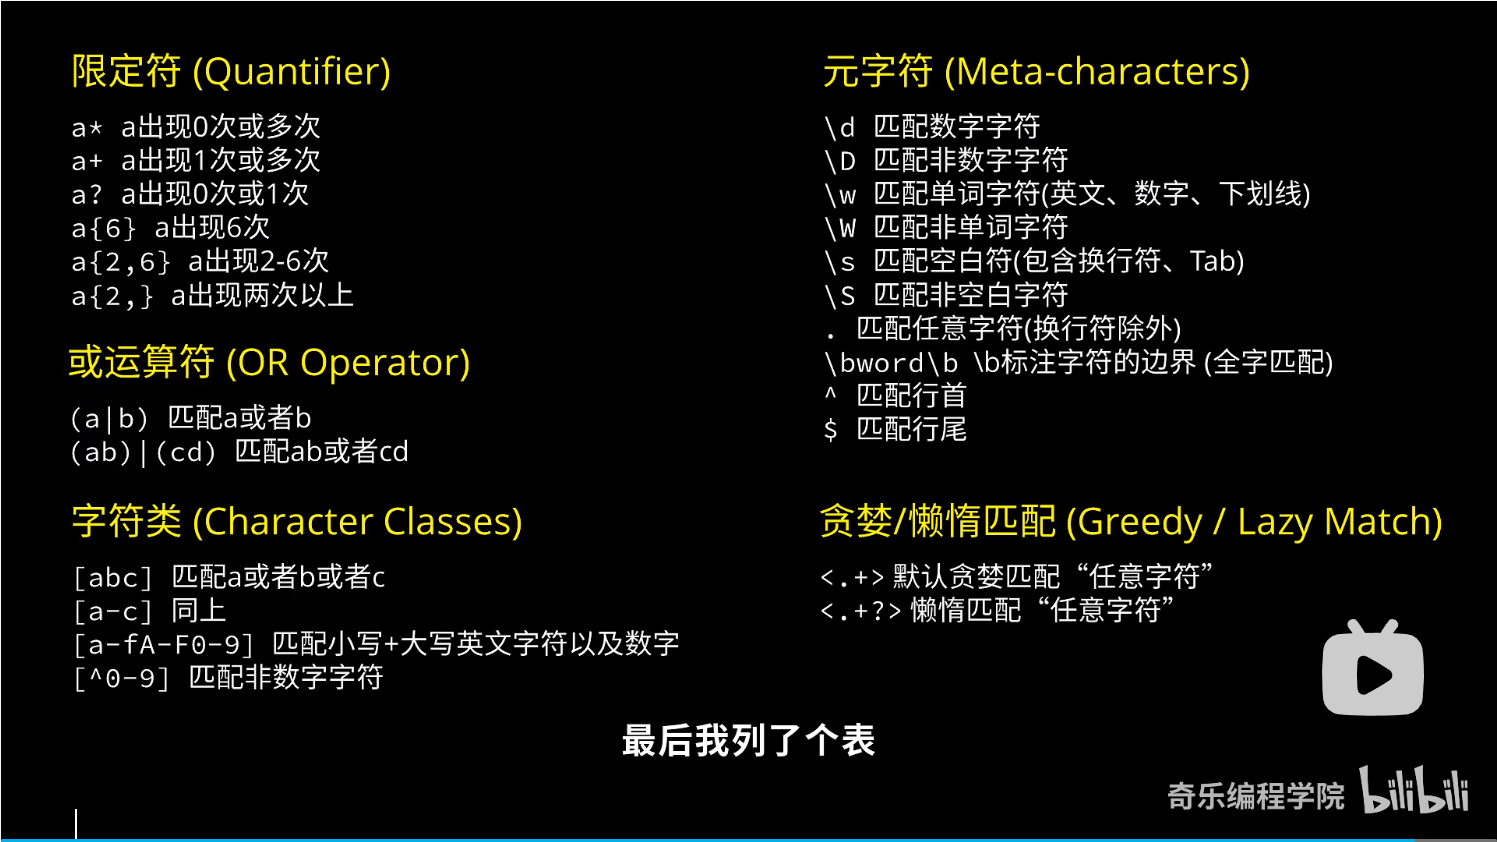 限定符 (Quantifier)
a* a出现0次或多次
a+ a出现1次或多次
a? a出现0次或1次
a{6} a出现6次
a{2,6} a出现2-6次
a{2,} a出现两次以上
或运算符 (OR Operator)
(a|b) 匹配a或者b
(ab)|(cd) 匹配ab或者cd
字符类 (Character Classes)
[abc] 匹配a或者b或者c
[a-c] 同上
[a-fA-F0-9] 匹配小写+大写英文字符以及数字
[^0-9] 匹配非数字字符
元字符 (Meta-characters)
\d 匹配数字字符
\D 匹配非数字字符
\w 匹配单词字符(英文、数字、下划线)
\W 匹配非单词字符
\s 匹配空白符(包含换行符、Tab)
\S 匹配非空白字符
. 匹配任意字符(换行符除外)
\bword\b \b标注字符的边界 (全字匹配)
^ 匹配行首
$ 匹配行尾
贪婪/懒惰匹配 (Greedy / Lazy Match)
<.+> 默认贪婪匹配“任意字符”
<.+?> 懒惰匹配“任意字符”
最后我列了个表
奇乐编程学院 bilibili